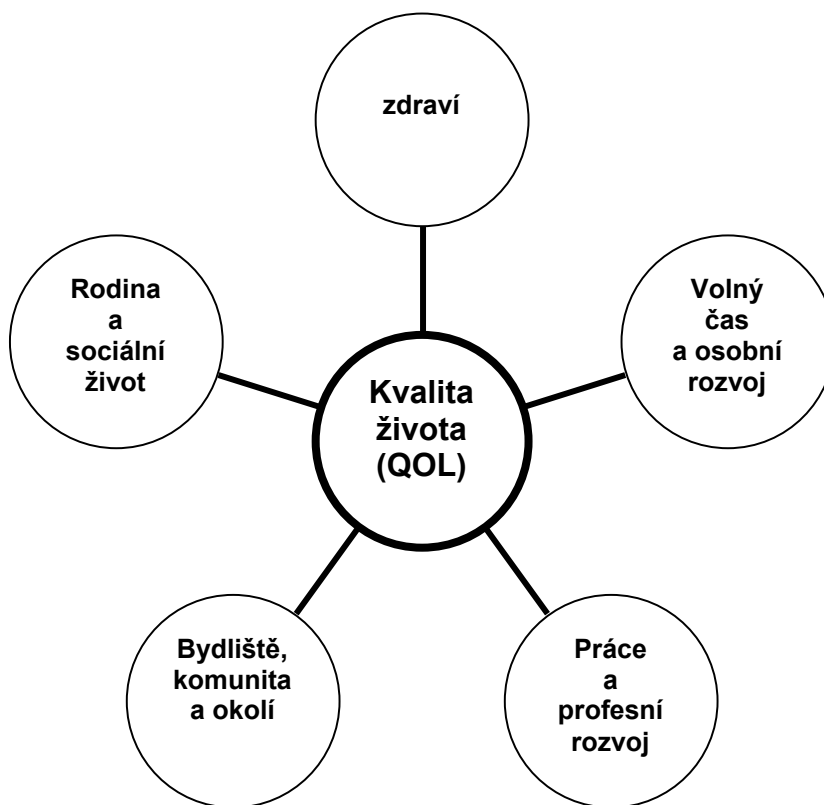 zdraví
Rodina
a
sociální
život
Volný
čas
a osobní
rozvoj
Kvalita
života
(QOL)
Bydliště,
komunita
a okolí
Práce
a
profesní
rozvoj